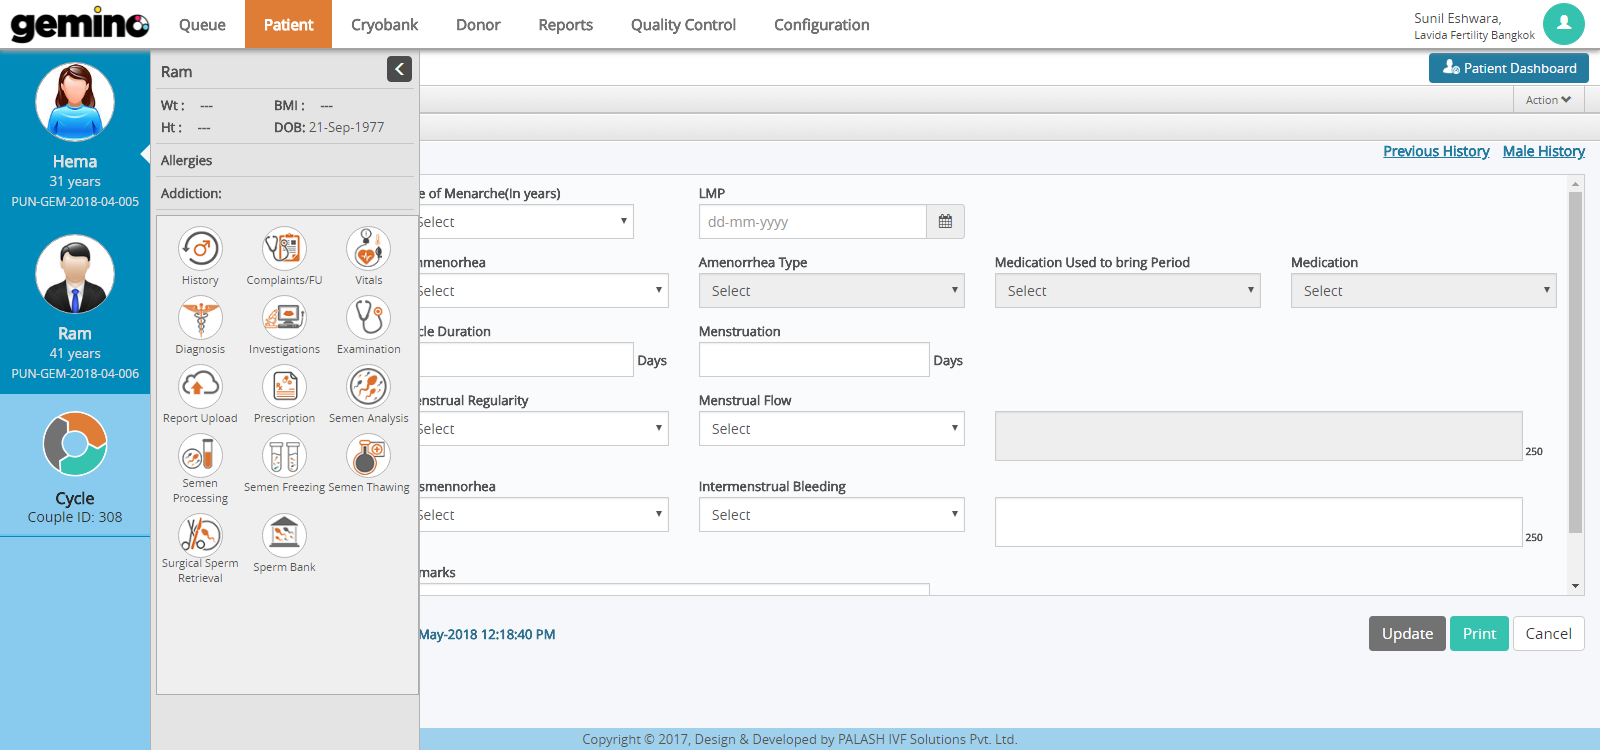 gemino
Queue
Patient
Cryobank
Donor
Reports
Quality Control
Configuration
Sunil Eshwara,
Lavida Fertility Bangkok
Hema
31 years
PUN-GEM-2018-04-005
Ram
41 years
PUN-GEM-2018-04-006
Cycle
Couple ID: 308
Ram
Wt : --- BMI : ---
Ht : --- DOB: 21-Sep-1977
Allergies
Addiction:
History Complaints/FU Vitals
Diagnosis Investigations Examination
Report Upload Prescription Semen Analysis
Semen Processing Semen Freezing Semen Thawing
Surgical Sperm Retrieval Sperm Bank
Patient Dashboard
Action
Previous History Male History
e of Menarche(In years) LMP
Select dd-mm-yyyy
menorhea Amenorrhea Type Medication Used to bring Period Medication
Select Select Select Select
cle Duration Menstruation
Days Days
enstrual Regularity Menstrual Flow
Select Select
250
smennorhea Intermenstrual Bleeding
Select Select
250
marks
May-2018 12:18:40 PM
Update Print Cancel
Copyright © 2017, Design & Developed by PALASH IVF Solutions Pvt. Ltd.